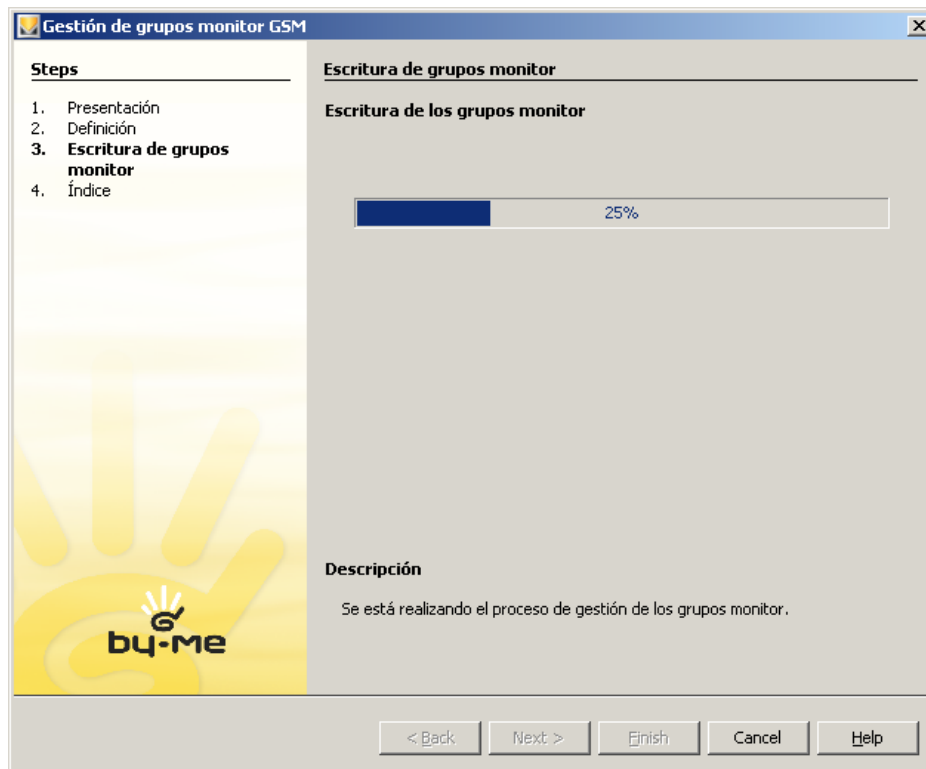 Gestión de grupos monitor GSM
Steps
1. Presentación
2. Definición
3. Escritura de grupos
monitor
4. Índice
Escritura de grupos monitor
Escritura de los grupos monitor
25%
Descripción
Se está realizando el proceso de gestión de los grupos monitor.
by-me
< Back Next > Finish Cancel Help